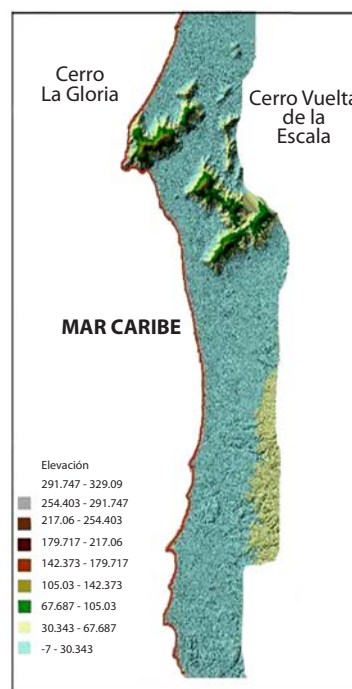 Cerro
La Gloria
Cerro Vuelta
de la
Escala
MAR CARIBE
Elevación
291.747 - 329.09
254.403 - 291.747
217.06 - 254.403
179.717 - 217.06
142.373 - 179.717
105.03 - 142.373
67.687 - 105.03
30.343 - 67.687
-7 - 30.343